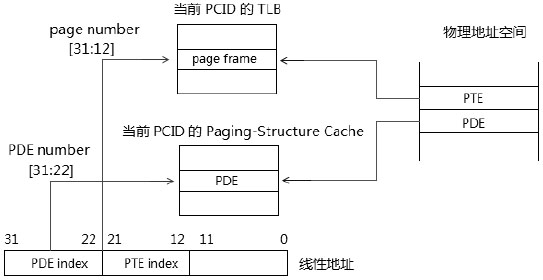 当前 PCID 的 TLB
page number
[31:12]
page frame
物理地址空间
PTE
PDE
当前 PCID 的 Paging-Structure Cache
PDE number
[31:22]
PDE
31 22 21 12 11 0
PDE index PTE index 线性地址